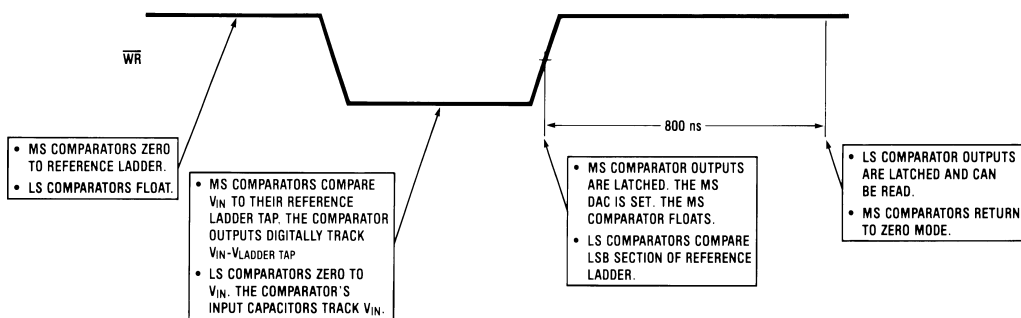 WR
800 ns
• MS COMPARATORS ZERO
TO REFERENCE LADDER.
• LS COMPARATORS FLOAT.
• MS COMPARATORS COMPARE
VIN TO THEIR REFERENCE
LADDER TAP. THE COMPARATOR
OUTPUTS DIGITALLY TRACK
VIN-VLADDER TAP
• LS COMPARATORS ZERO TO
VIN. THE COMPARATOR'S
INPUT CAPACITORS TRACK VIN.
• MS COMPARATOR OUTPUTS
ARE LATCHED. THE MS
DAC IS SET. THE MS
COMPARATOR FLOATS.
• LS COMPARATORS COMPARE
LSB SECTION OF REFERENCE
LADDER.
• LS COMPARATOR OUTPUTS
ARE LATCHED AND CAN
BE READ.
• MS COMPARATORS RETURN
TO ZERO MODE.